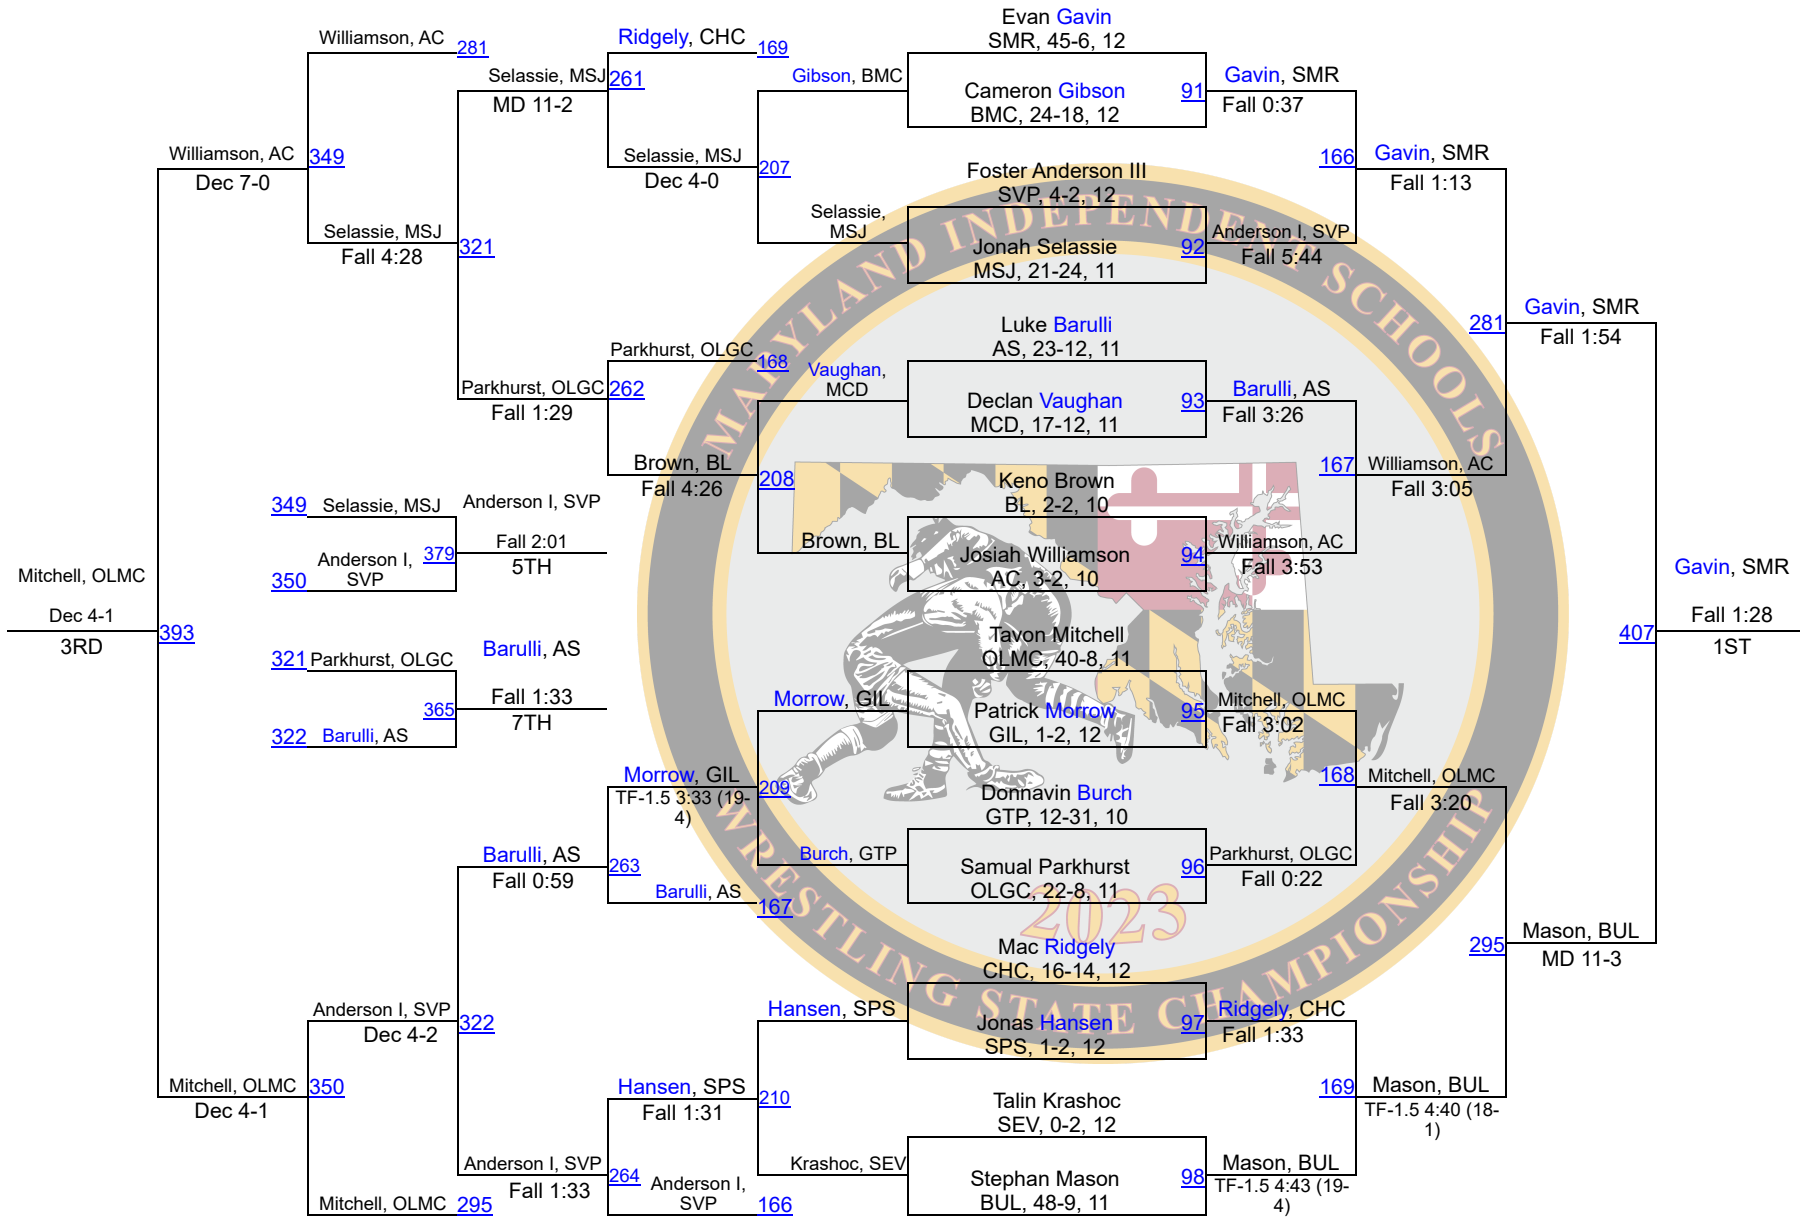 Evan Gavin
SMR, 45-6, 12
Cameron Gibson
BMC, 24-18, 12
91
Foster Anderson III
SVP, 4-2, 12
Jonah Selassie
MSJ, 21-24, 11
92
Luke Barulli
AS, 23-12, 11
Declan Vaughan
MCD, 17-12, 11
93
Keno Brown
BL, 2-2, 10
Josiah Williamson
AC, 3-2, 10
94
Tavon Mitchell
OLMC, 40-8, 11
Patrick Morrow
GIL, 1-2, 12
95
Donnavin Burch
GTP, 12-31, 10
Samual Parkhurst
OLGC, 22-8, 11
96
Mac Ridgely
CHC, 16-14, 12
Jonas Hansen
SPS, 1-2, 12
97
Talin Krashoc
SEV, 0-2, 12
Stephan Mason
BUL, 48-9, 11
98
Gavin, SMR
Fall 0:37
166
Anderson I, SVP
Fall 5:44
Barulli, AS
Fall 3:26
167
Williamson, AC
Fall 3:53
Mitchell, OLMC
Fall 3:02
168
Parkhurst, OLGC
Fall 0:22
Ridgely, CHC
Fall 1:33
169
Mason, BUL
TF-1.5 4:43 (19-
4)
Gavin, SMR
Fall 1:13
281
Williamson, AC
Fall 3:05
Mitchell, OLMC
Fall 3:20
295
Mason, BUL
TF-1.5 4:40 (18-
1)
Gavin, SMR
Fall 1:54
407
Mason, BUL
MD 11-3
Gavin, SMR
Fall 1:28
1ST
Gibson, BMC
207
Selassie,
MSJ
Vaughan,
MCD
208
Brown, BL
Morrow, GIL
209
Burch, GTP
Hansen, SPS
210
Krashoc, SEV
Ridgely, CHC
169
261
Selassie, MSJ
Dec 4-0
Parkhurst, OLGC
168
262
Brown, BL
Fall 4:26
Morrow, GIL
TF-1.5 3:33 (19-
4)
263
Barulli, AS
167
Hansen, SPS
Fall 1:31
264
Anderson I,
SVP
166
Selassie, MSJ
MD 11-2
321
Parkhurst, OLGC
Fall 1:29
Barulli, AS
Fall 0:59
322
Anderson I, SVP
Fall 1:33
Williamson, AC
281
349
Selassie, MSJ
Fall 4:28
Anderson I, SVP
Dec 4-2
350
Mitchell, OLMC
295
Williamson, AC
Dec 7-0
393
Mitchell, OLMC
Dec 4-1
Mitchell, OLMC
Dec 4-1
3RD
349
Selassie, MSJ
Anderson I, SVP
379
Fall 2:01
5TH
350
Anderson I,
SVP
321
Parkhurst, OLGC
Barulli, AS
365
Fall 1:33
7TH
322
Barulli, AS
MARYLAND INDEPENDENT SCHOOLS
WRESTLING STATE CHAMPIONSHIP
2023